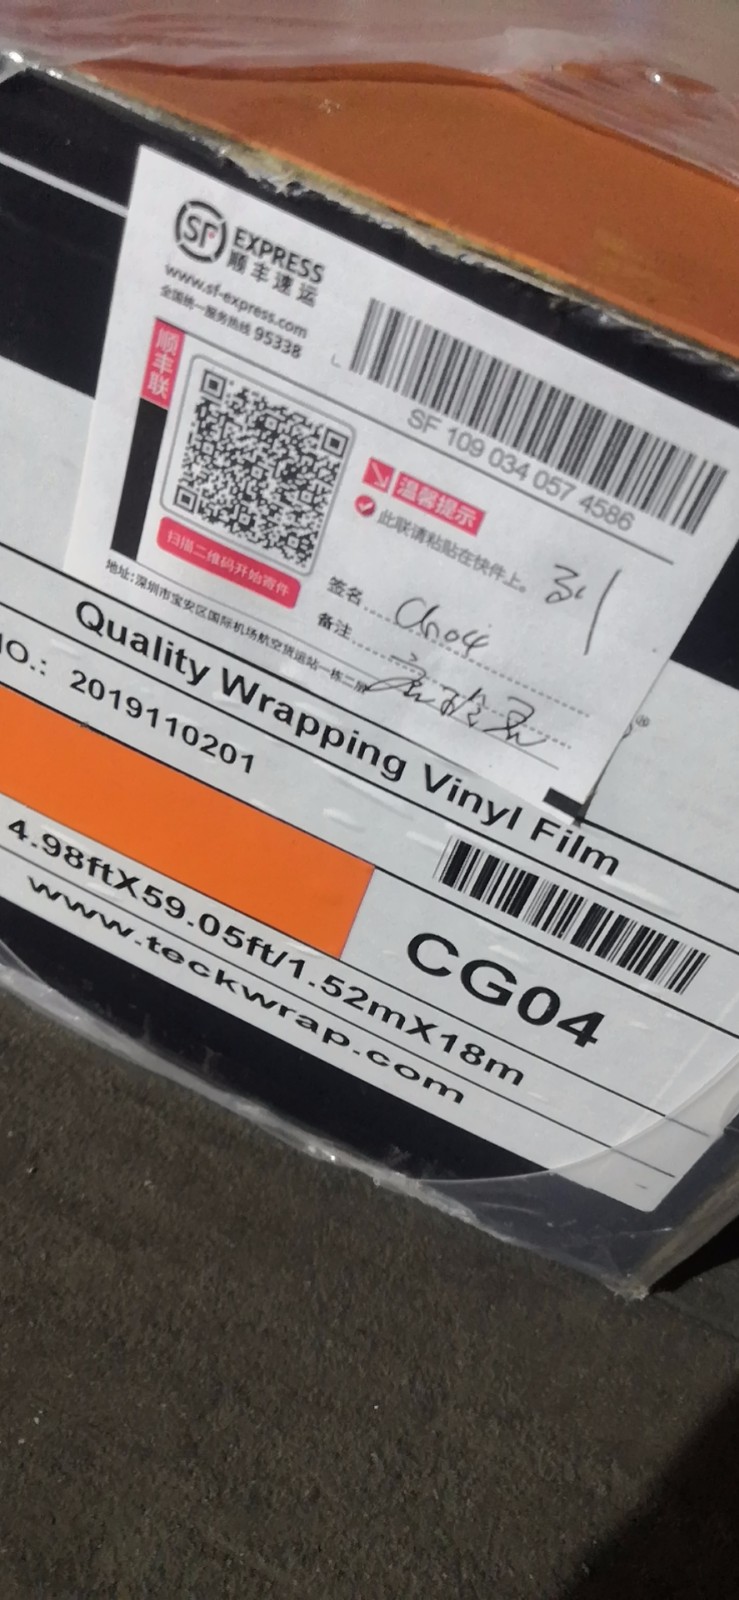 SF EXPRESS
顺丰速运
www.sf-express.com
全国统一服务热线 95338
顺丰联
SF 109 034 057 4586
温馨提示
此联请粘贴在快件上。
扫描二维码开始寄件
签名
备注
地址:深圳市宝安区国际机场航空货运站一栋二层
Quality Wrapping Vinyl Film
®
NO.: 2019110201
CG04
4.98ftX59.05ft/1.52mX18m
www.teckwrap.com